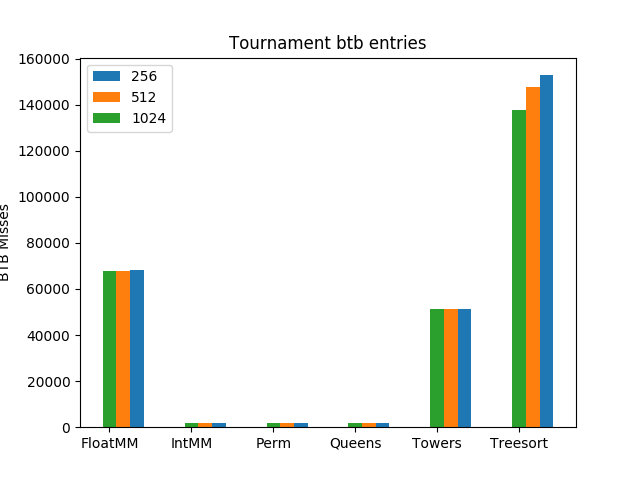 Tournament btb entries
160000
140000
120000
100000
80000
60000
40000
20000
0
BTB Misses
256
512
1024
FloatMM
IntMM
Perm
Queens
Towers
Treesort